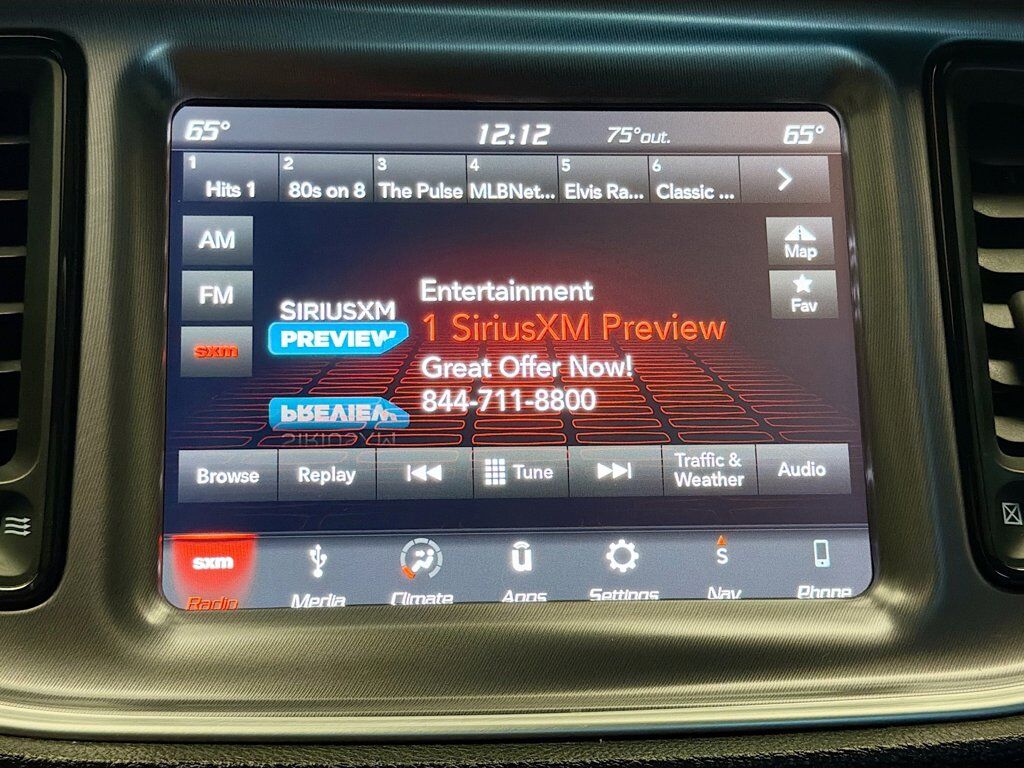 65° 12:12 75°out. 65°
1 2 3 4 5 6
Hits 1 80s on 8 The Pulse MLBNet... Elvis Ra... Classic ...
AM
Map
FM
Fav
sxm
SIRIUSXM
PREVIEW
Entertainment
1 SiriusXM Preview
Great Offer Now!
844-711-8800
PREVIEW
SIRIUSXM
Browse Replay Tune Traffic & Weather Audio
sxm S
Radio Media Climate Apps Settings Nav Phone